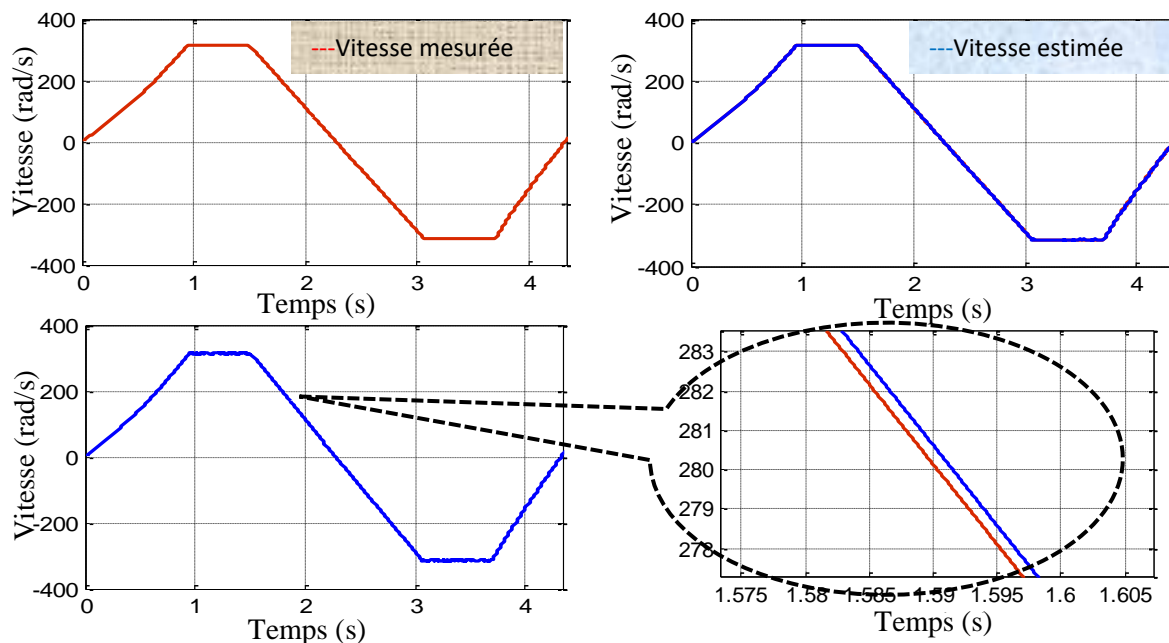 400
200
0
-200
-400
Vitesse (rad/s)
---Vitesse mesurée
0 1 2 3 4
Temps (s)
400
200
0
-200
-400
Vitesse (rad/s)
---Vitesse estimée
0 1 2 3 4
Temps (s)
400
200
0
-200
-400
Vitesse (rad/s)
0 1 2 3 4
Temps (s)
283
282
281
280
279
278
1.575 1.58 1.585 1.59 1.595 1.6 1.605
Temps (s)